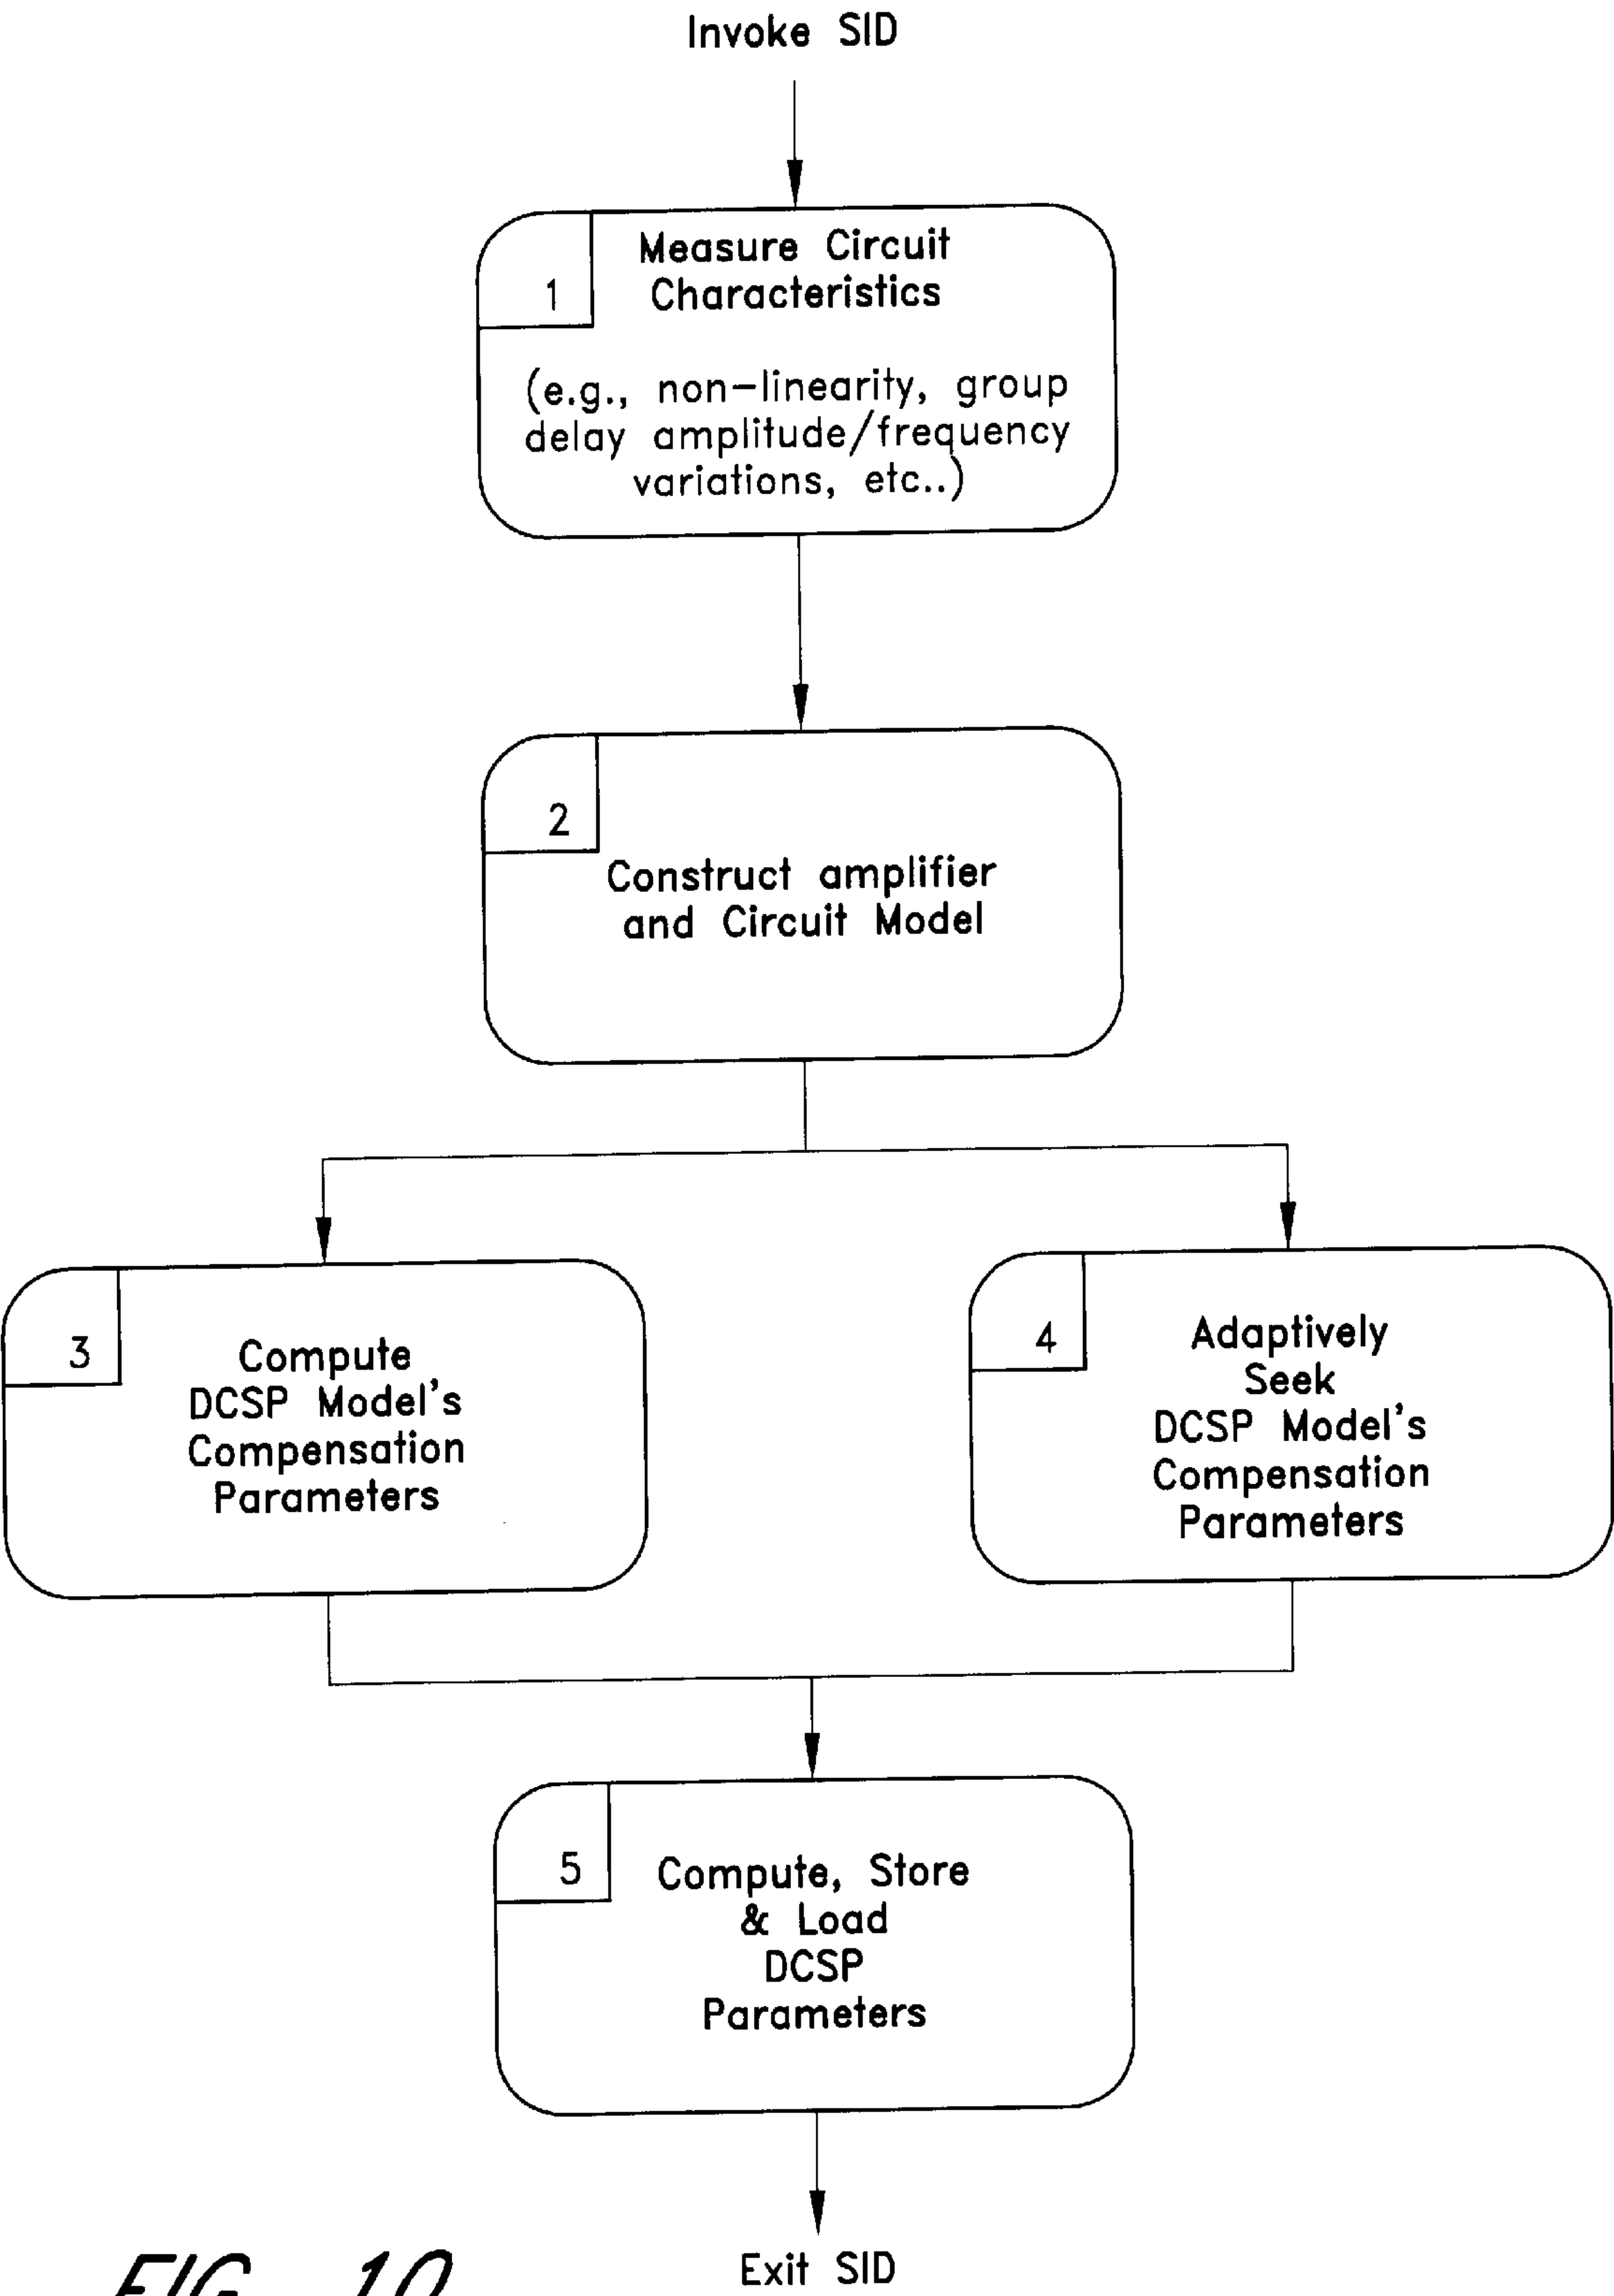 Invoke SID
1
Measure Circuit
Characteristics
(e.g., non-linearity, group
delay amplitude/frequency
variations, etc..)
2
Construct amplifier
and Circuit Model
3
Compute
DCSP Model's
Compensation
Parameters
4
Adaptively
Seek
DCSP Model's
Compensation
Parameters
5
Compute, Store
& Load
DCSP
Parameters
Exit SID
FIG. 10